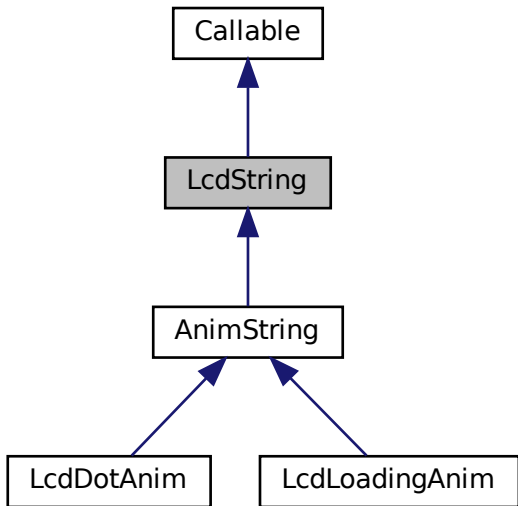 Callable
LcdString
AnimString
LcdDotAnim
LcdLoadingAnim